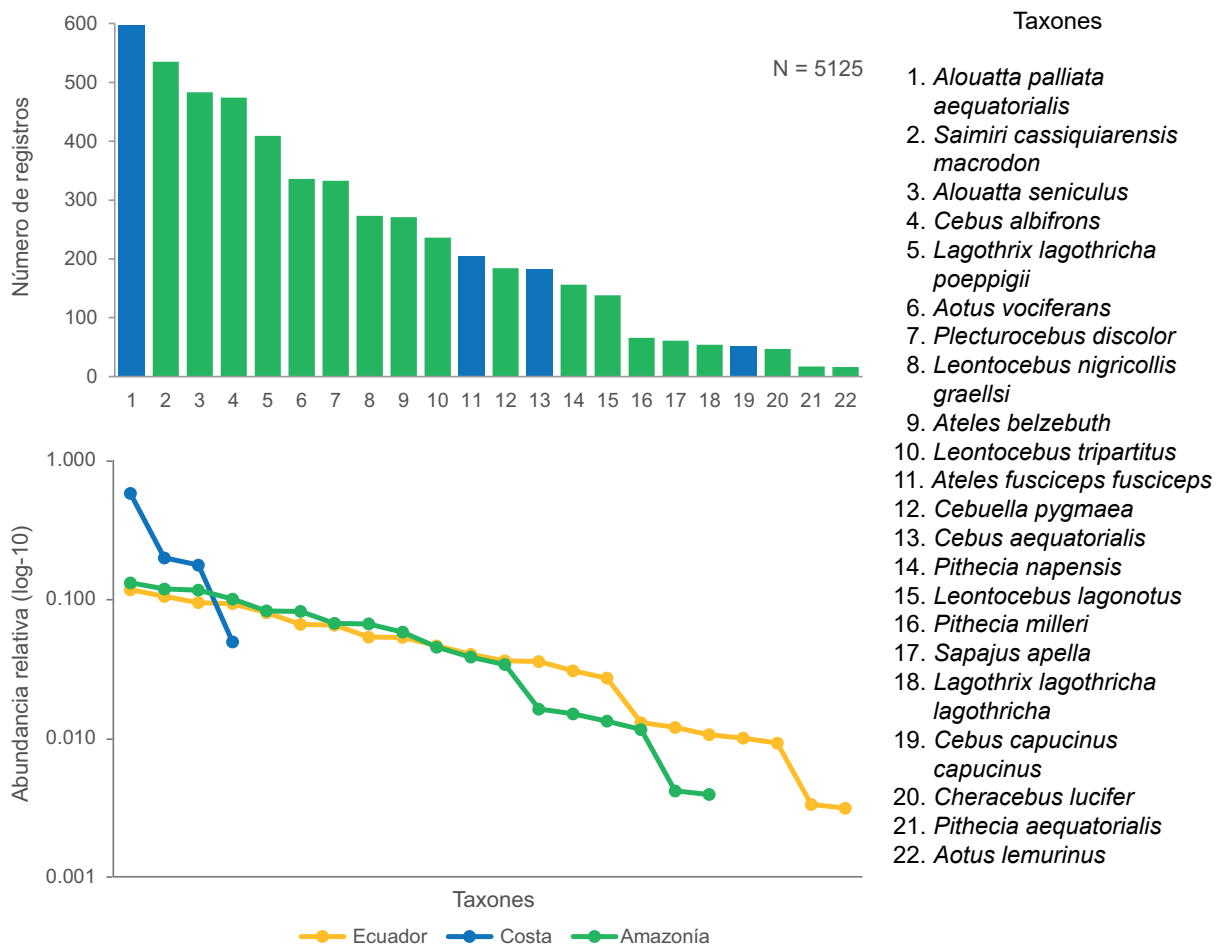 600
500
400
300
200
100
0
Número de registros
N = 5125
1 2 3 4 5 6 7 8 9 10 11 12 13 14 15 16 17 18 19 20 21 22
1.000
0.100
0.010
0.001
Abundancia relativa (log-10)
Taxones
Ecuador Costa Amazonía
Taxones
1. Alouatta palliata
aequatorialis
2. Saimiri cassiquiarensis
macrodon
3. Alouatta seniculus
4. Cebus albifrons
5. Lagothrix lagothricha
poeppigii
6. Aotus vociferans
7. Plecturocebus discolor
8. Leontocebus nigricollis
graellsi
9. Ateles belzebuth
10. Leontocebus tripartitus
11. Ateles fusciceps fusciceps
12. Cebuella pygmaea
13. Cebus aequatorialis
14. Pithecia napensis
15. Leontocebus lagonotus
16. Pithecia milleri
17. Sapajus apella
18. Lagothrix lagothricha
lagothricha
19. Cebus capucinus
capucinus
20. Cheracebus lucifer
21. Pithecia aequatorialis
22. Aotus lemurinus